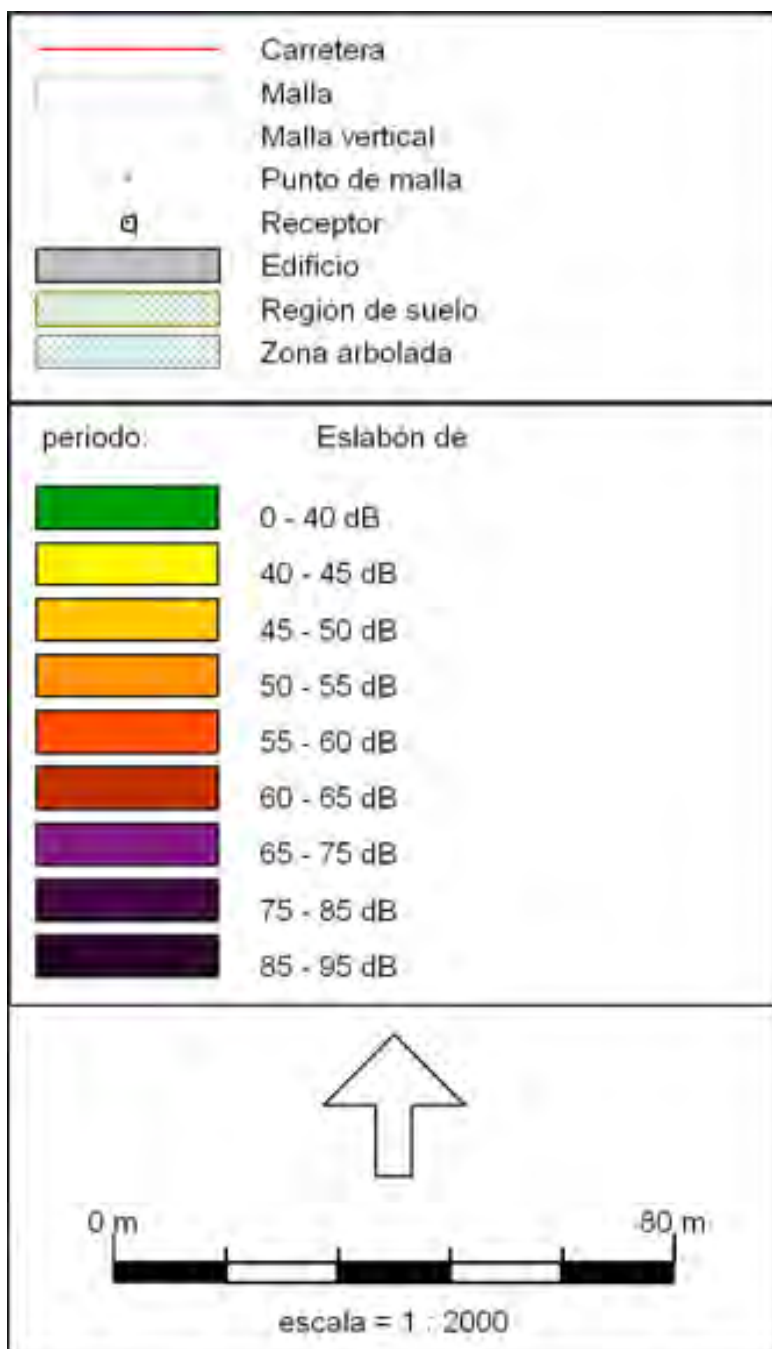 Carretera
Malla
Malla vertical
Punto de malla
Receptor
Edificio
Región de suelo
Zona arbolada
periodo: Eslabón de
0 - 40 dB
40 - 45 dB
45 - 50 dB
50 - 55 dB
55 - 60 dB
60 - 65 dB
65 - 75 dB
75 - 85 dB
85 - 95 dB
0 m 80 m
escala = 1 : 2000